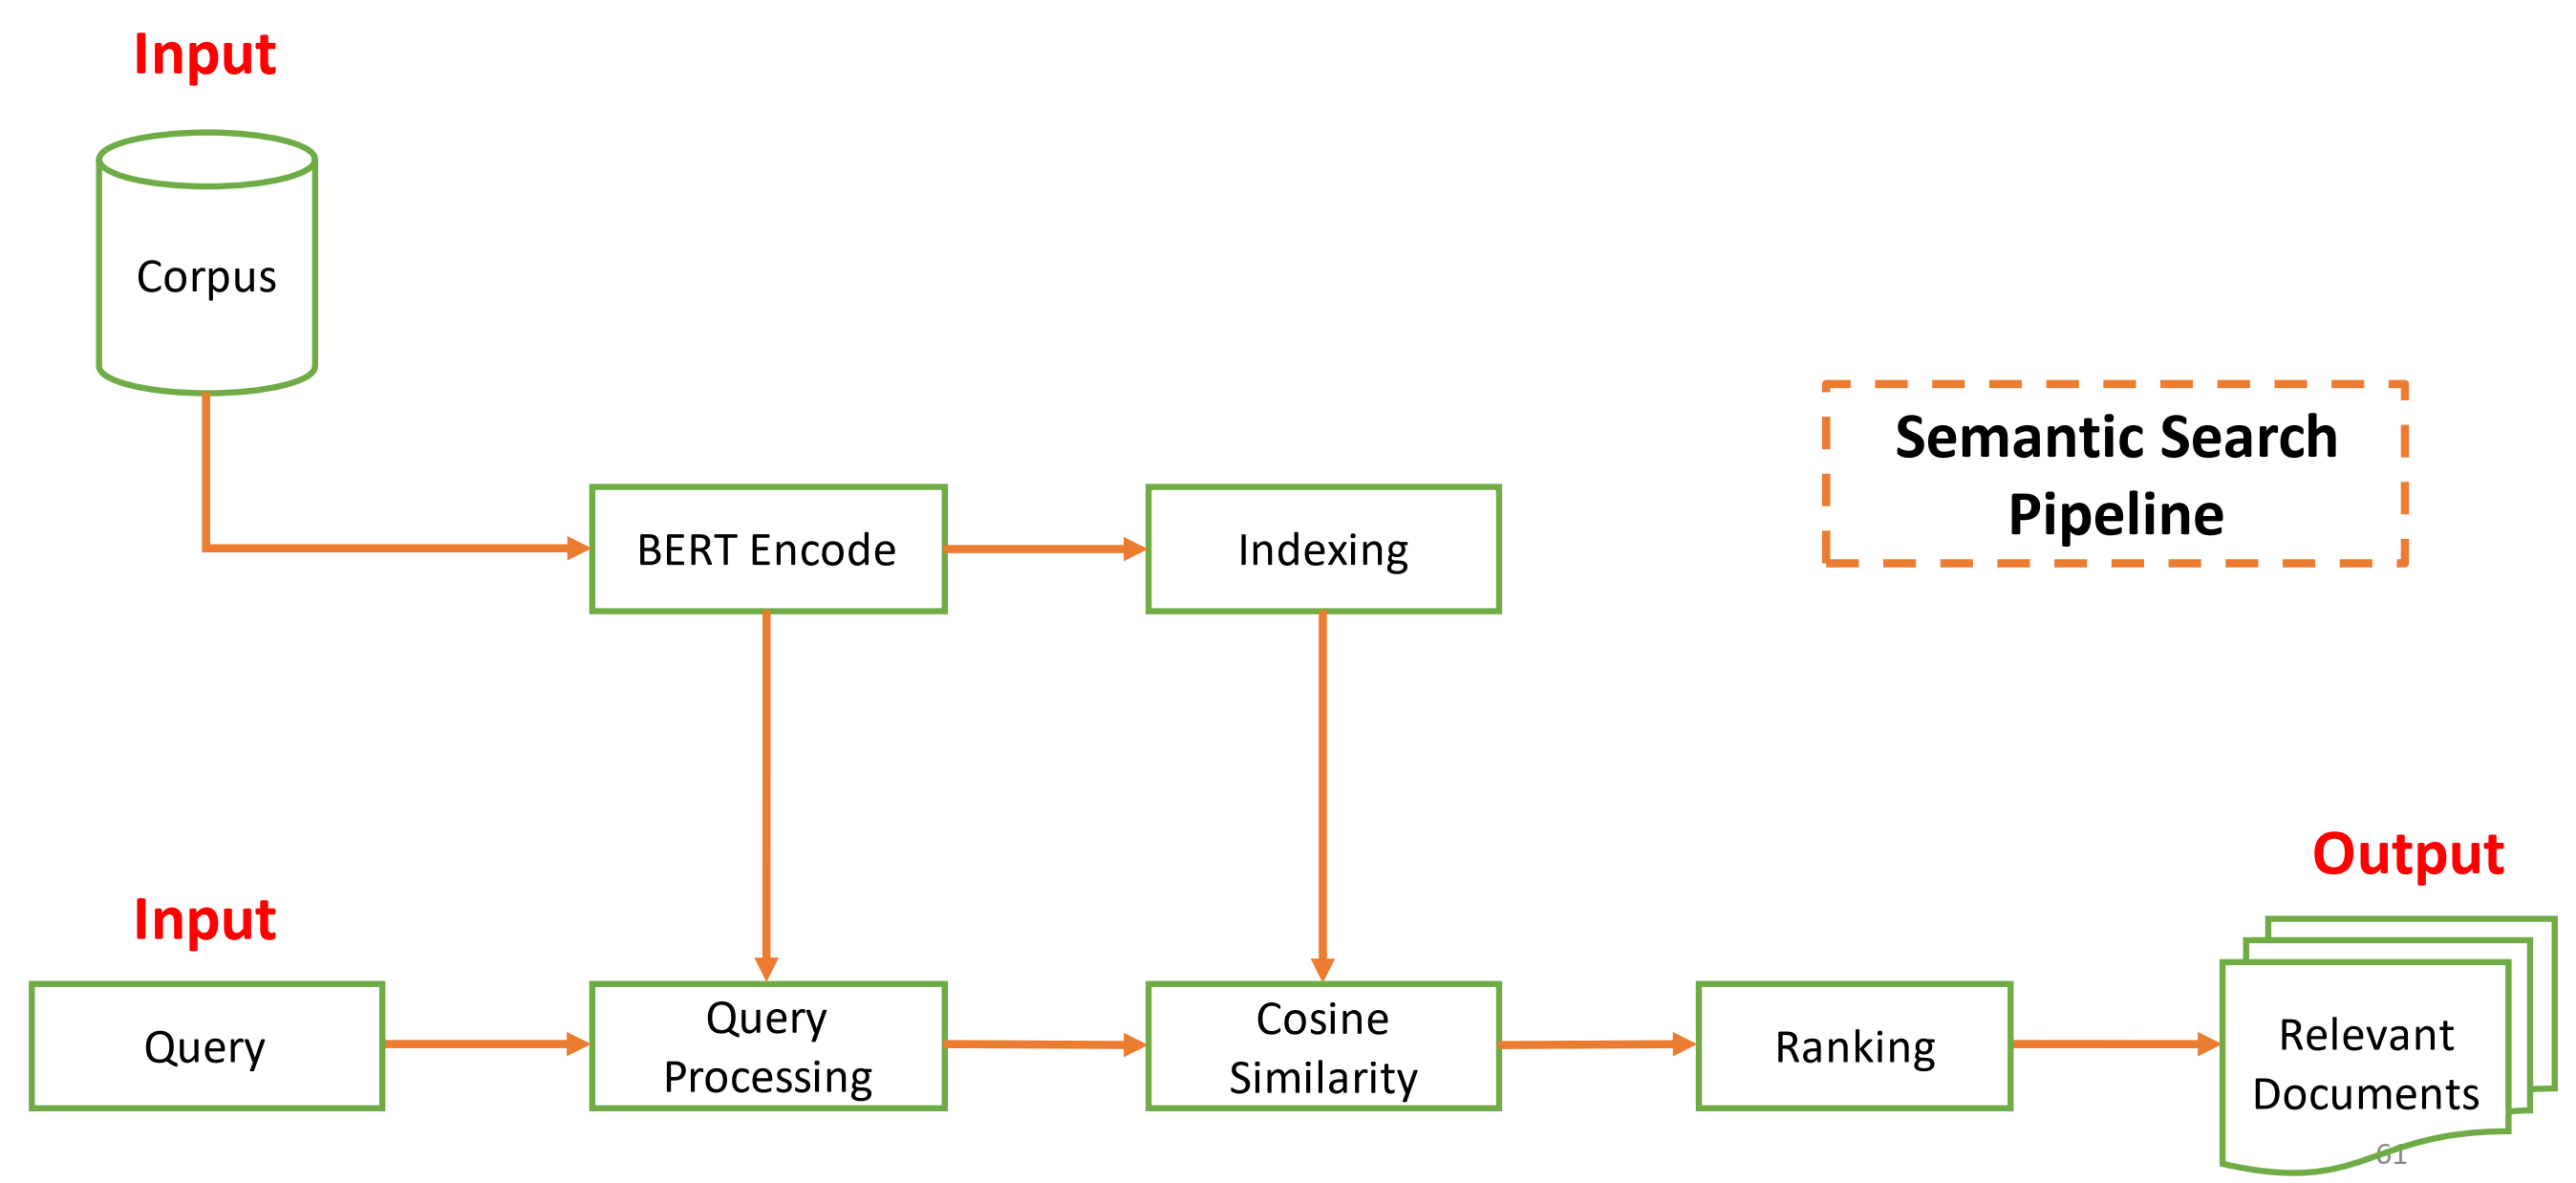 Input
Corpus
BERT Encode
Indexing
Semantic Search
Pipeline
Input
Output
Query
Query
Processing
Cosine
Similarity
Ranking
Relevant
Documents
61